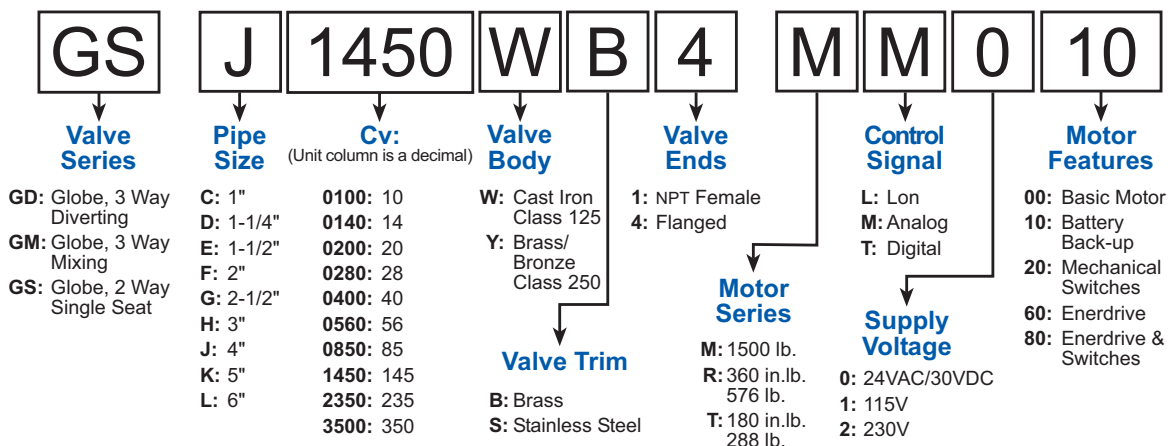 GS J 1450 W B 4 M M 0 10
Valve
Series
GD: Globe, 3 Way
Diverting
GM: Globe, 3 Way
Mixing
GS: Globe, 2 Way
Single Seat
Pipe
Size
C: 1"
D: 1-1/4"
E: 1-1/2"
F: 2"
G: 2-1/2"
H: 3"
J: 4"
K: 5"
L: 6"
Cv:
(Unit column is a decimal)
0100: 10
0140: 14
0200: 20
0280: 28
0400: 40
0560: 56
0850: 85
1450: 145
2350: 235
3500: 350
Valve
Body
W: Cast Iron
Class 125
Y: Brass/
Bronze
Class 250
Valve Trim
B: Brass
S: Stainless Steel
Valve
Ends
1: NPT Female
4: Flanged
Motor
Series
M: 1500 lb.
R: 360 in.lb.
576 lb.
T: 180 in.lb.
288 lb.
Control
Signal
L: Lon
M: Analog
T: Digital
Supply
Voltage
0: 24VAC/30VDC
1: 115V
2: 230V
Motor
Features
00: Basic Motor
10: Battery
Back-up
20: Mechanical
Switches
60: Enerdrive
80: Enerdrive &
Switches